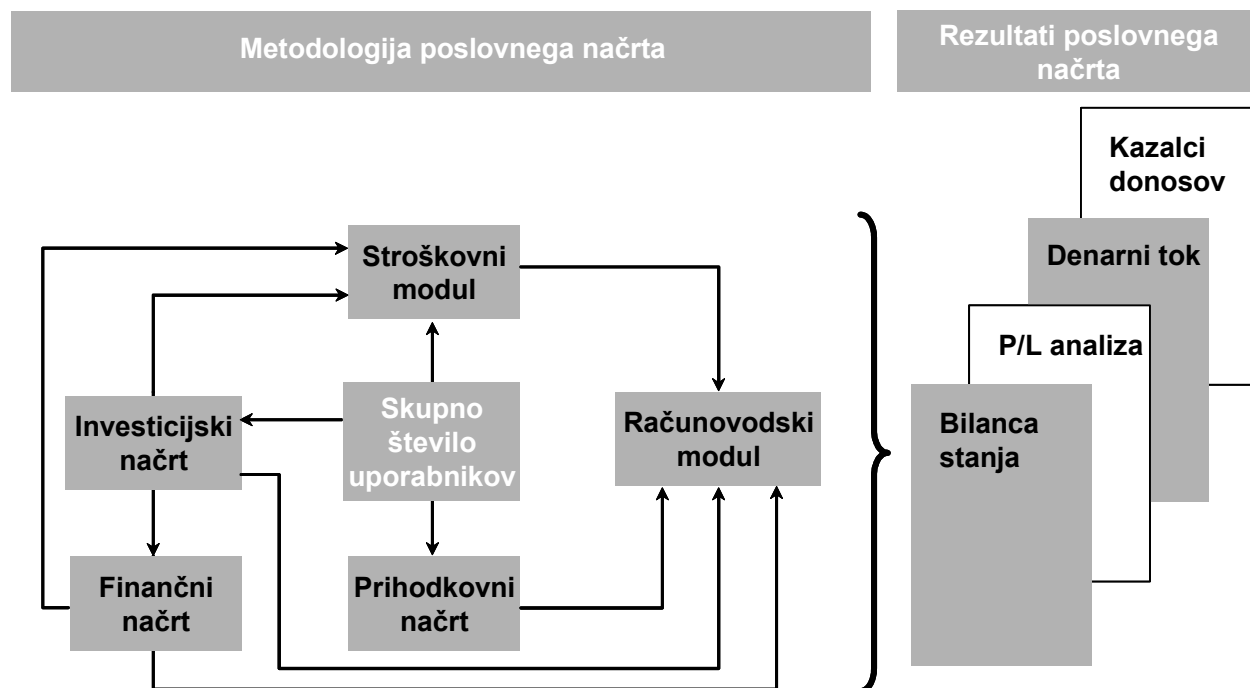 Metodologija poslovnega načrta
Rezultati poslovnega
načrta
Kazalci
donosov
Denarni tok
P/L analiza
Bilanca
stanja
Stroškovni
modul
Skupno
število
uporabnikov
Investicijski
načrt
Računovodski
modul
Finančni
načrt
Prihodkovni
načrt